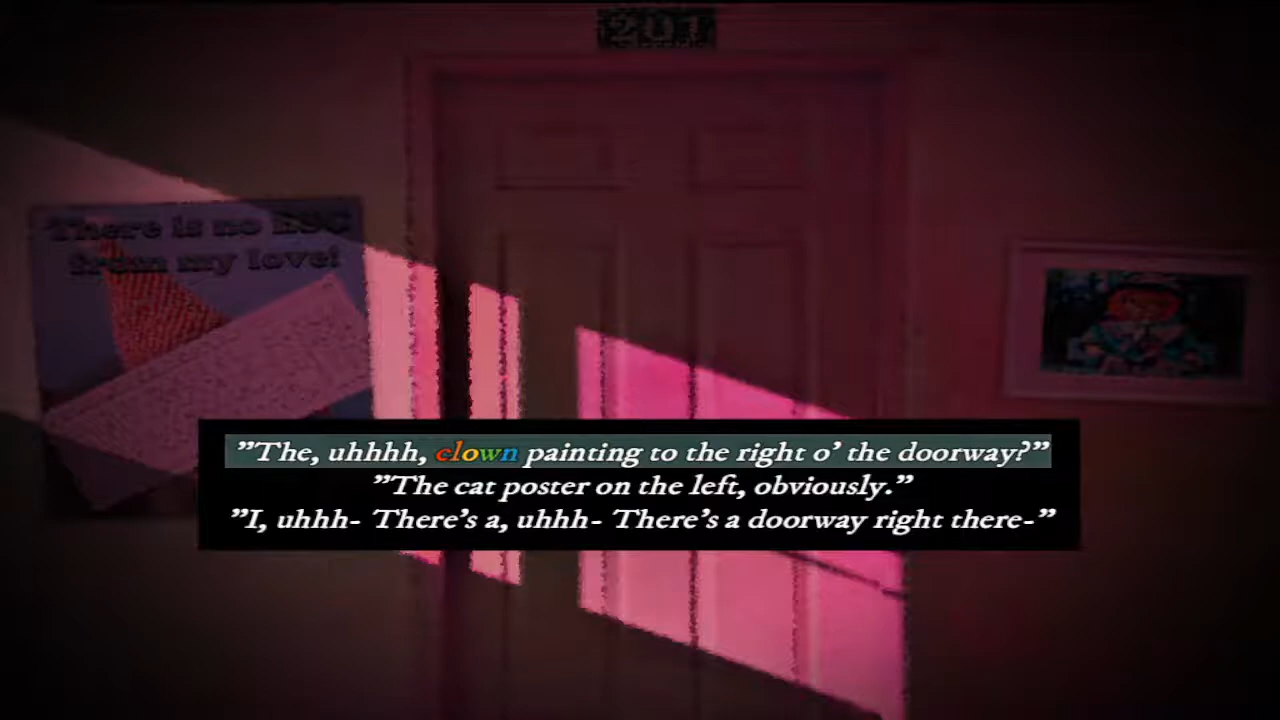 201
There is no ESC
from my love!
"The, uhhhh, clown painting to the right o' the doorway?"
"The cat poster on the left, obviously."
"I, uhhh- There's a, uhhh- There's a doorway right there-"